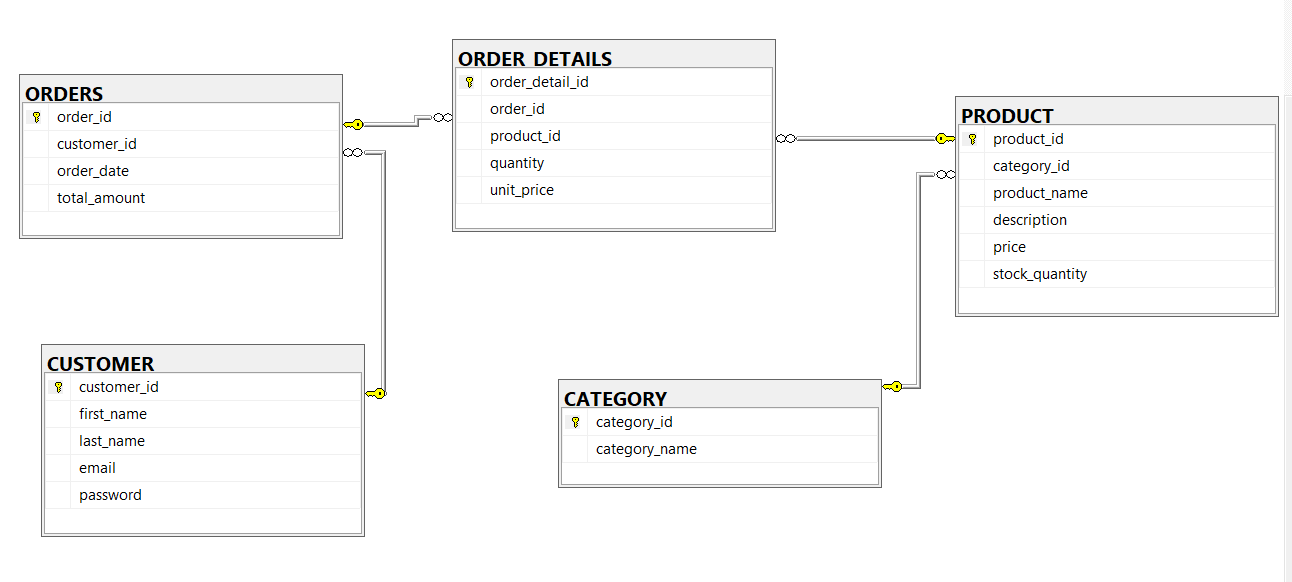 ORDERS
order_id
customer_id
order_date
total_amount
ORDER_DETAILS
order_detail_id
order_id
product_id
quantity
unit_price
PRODUCT
product_id
category_id
product_name
description
price
stock_quantity
CUSTOMER
customer_id
first_name
last_name
email
password
CATEGORY
category_id
category_name